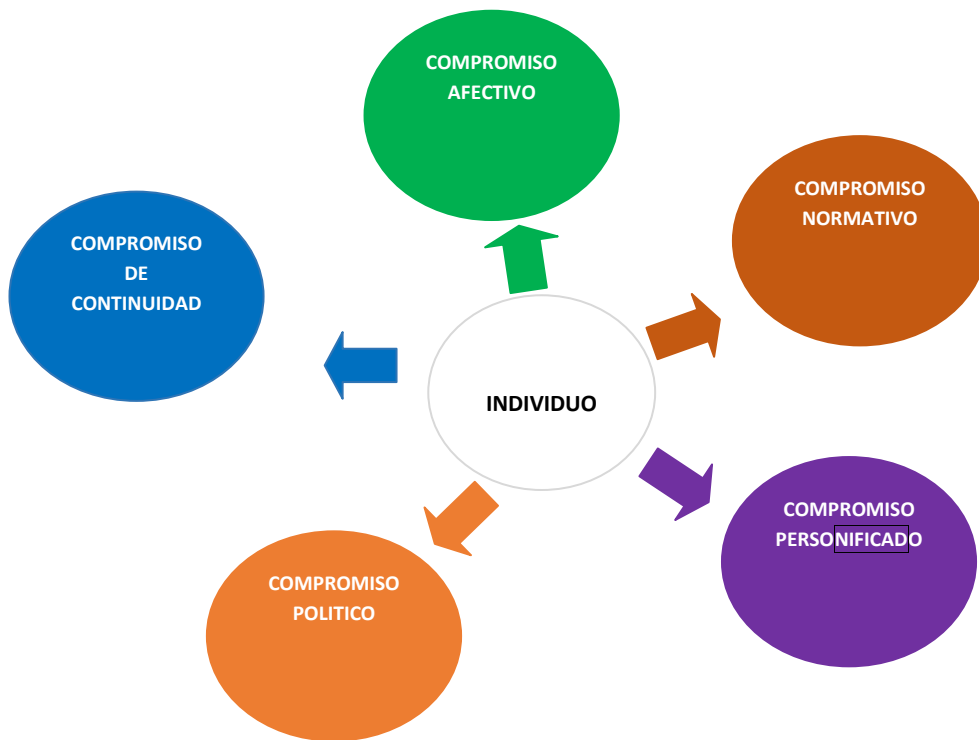 COMPROMISO
AFECTIVO
COMPROMISO
NORMATIVO
COMPROMISO
DE
CONTINUIDAD
INDIVIDUO
COMPROMISO
PERSONIFICADO
COMPROMISO
POLITICO